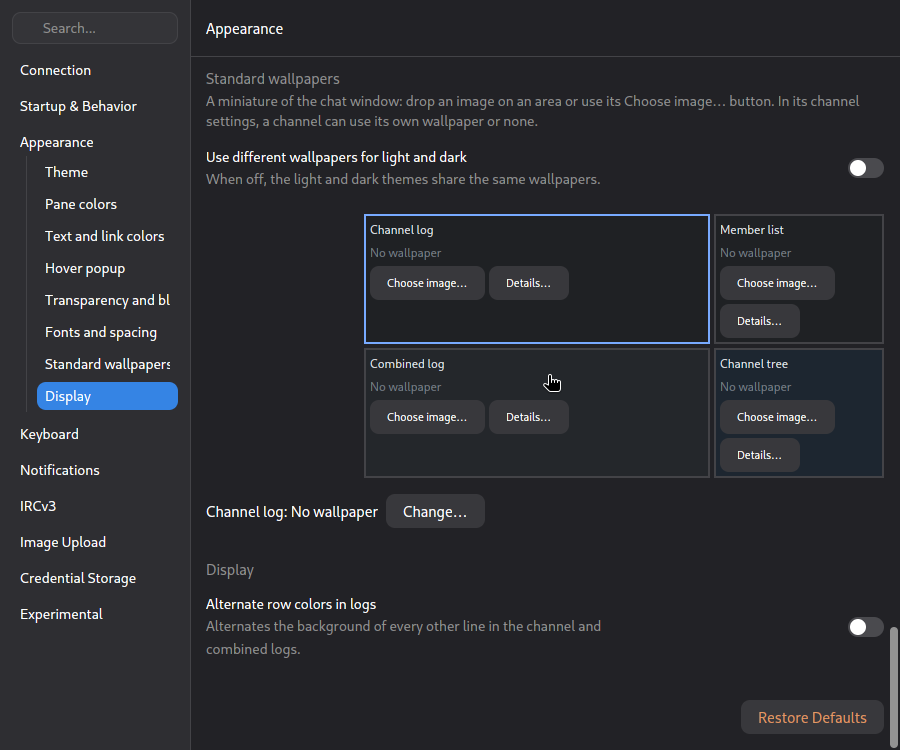 Search...
Appearance
Connection
Startup & Behavior
Appearance
Theme
Pane colors
Text and link colors
Hover popup
Transparency and bl
Fonts and spacing
Standard wallpapers
Display
Keyboard
Notifications
IRCv3
Image Upload
Credential Storage
Experimental
Standard wallpapers
A miniature of the chat window: drop an image on an area or use its Choose image... button. In its channel
settings, a channel can use its own wallpaper or none.
Use different wallpapers for light and dark
When off, the light and dark themes share the same wallpapers.
Channel log
No wallpaper
Choose image... Details...
Member list
No wallpaper
Choose image...
Details...
Combined log
No wallpaper
Choose image... Details...
Channel tree
No wallpaper
Choose image...
Details...
Channel log: No wallpaper Change...
Display
Alternate row colors in logs
Alternates the background of every other line in the channel and
combined logs.
Restore Defaults